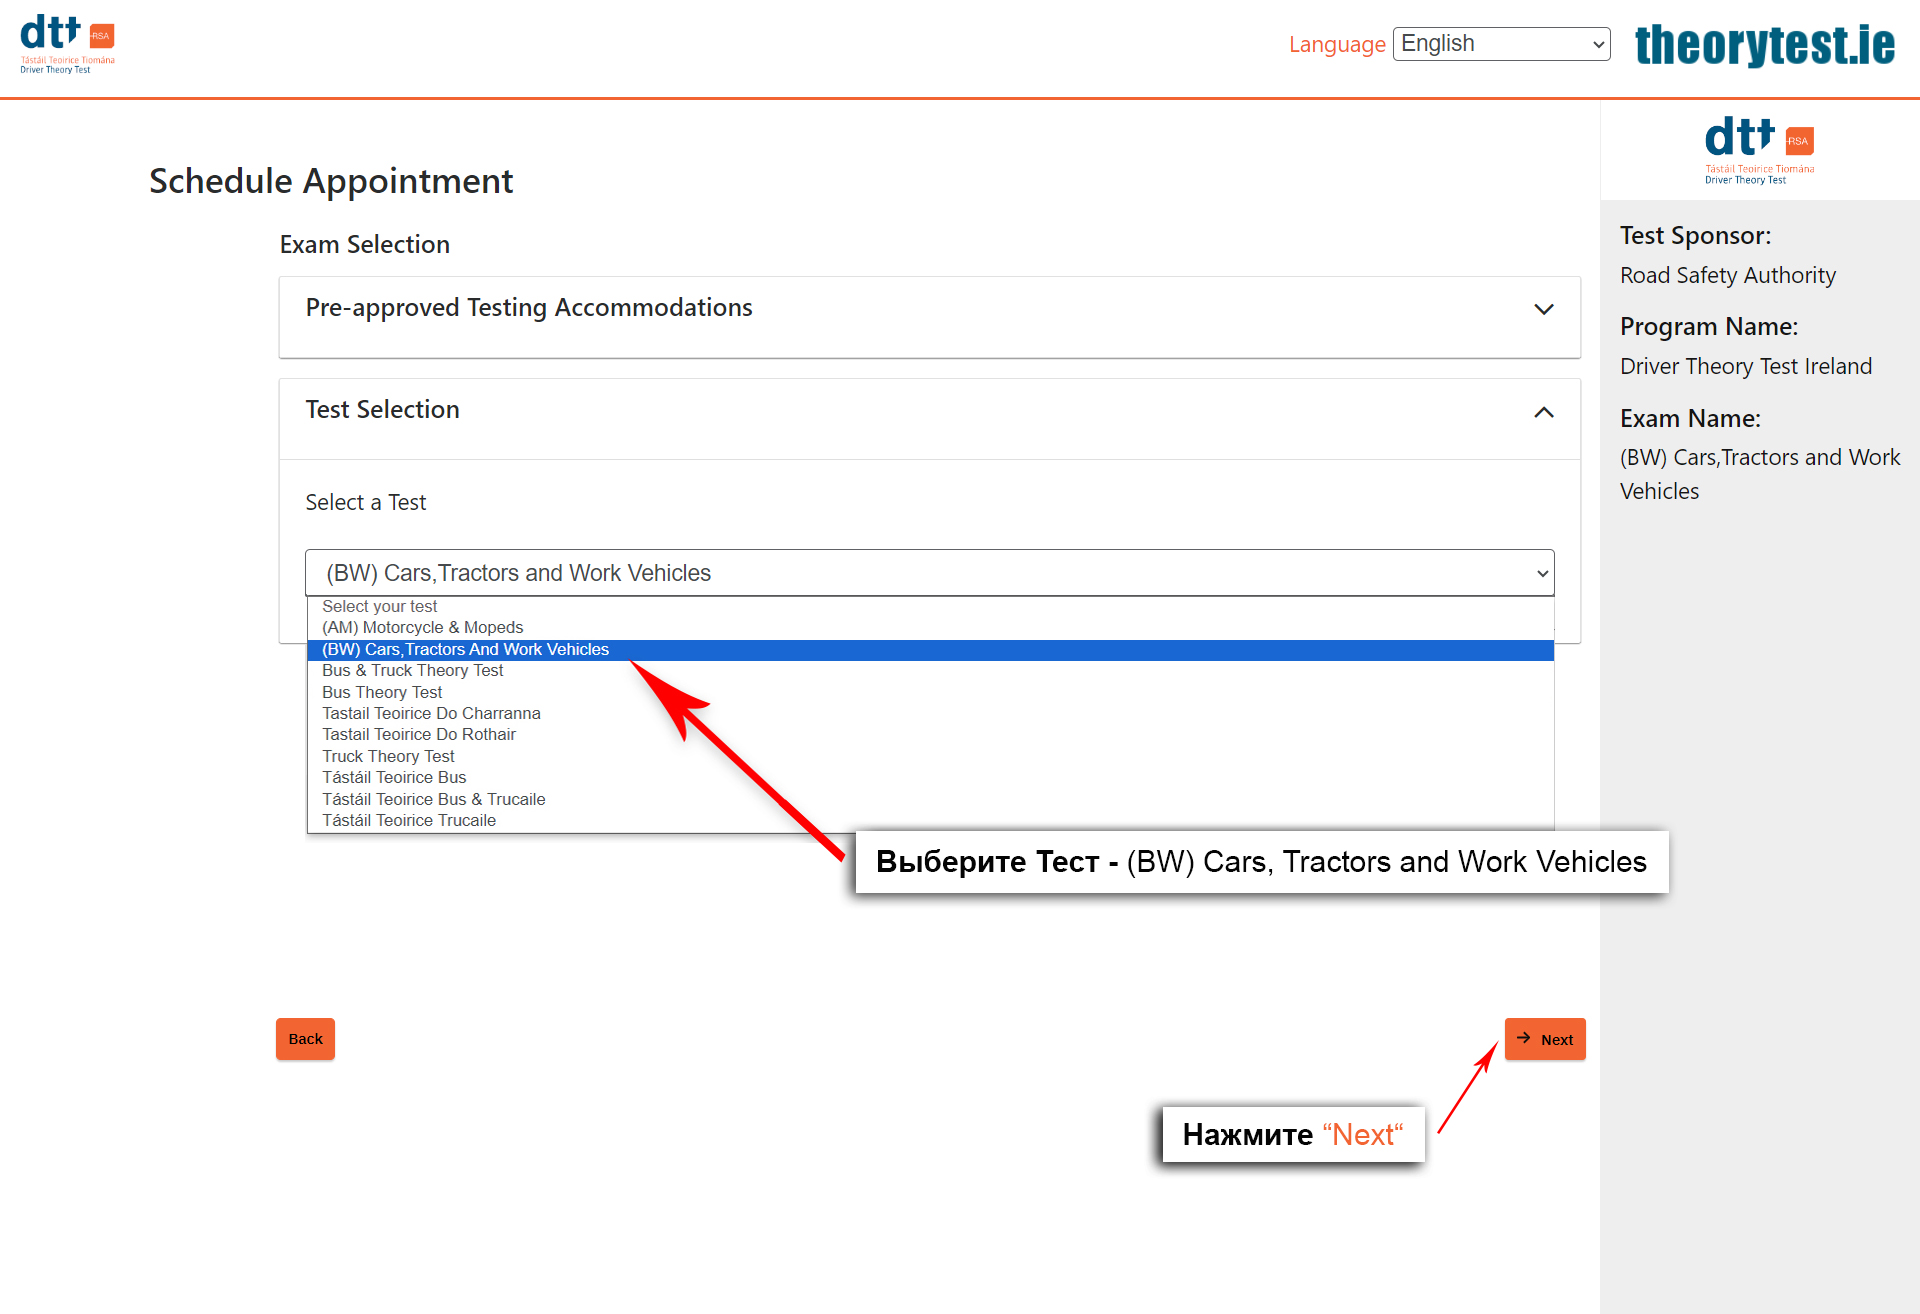 dtt RSA
Tástáil Teoirice Tiomána
Driver Theory Test
Language English
theorytest.ie
dtt RSA
Tástáil Teoirice Tiomána
Driver Theory Test
Schedule Appointment
Exam Selection
Pre-approved Testing Accommodations
Test Selection
Select a Test
(BW) Cars,Tractors and Work Vehicles
Select your test
(AM) Motorcycle & Mopeds
(BW) Cars,Tractors And Work Vehicles
Bus & Truck Theory Test
Bus Theory Test
Tastail Teoirice Do Charranna
Tastail Teoirice Do Rothair
Truck Theory Test
Tástáil Teoirice Bus
Tástáil Teoirice Bus & Trucaile
Tástáil Teoirice Trucaile
Выберите Тест - (BW) Cars, Tractors and Work Vehicles
Back
Next
Нажмите “Next“
Test Sponsor:
Road Safety Authority
Program Name:
Driver Theory Test Ireland
Exam Name:
(BW) Cars,Tractors and Work
Vehicles